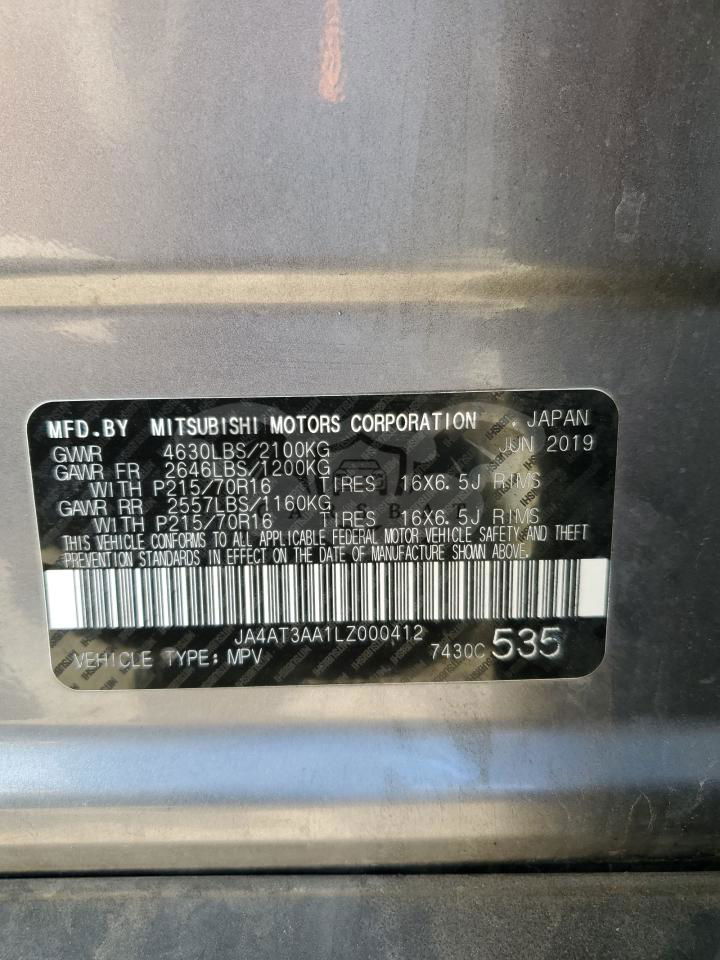 MFD.BY MITSUBISHI MOTORS CORPORATION , JAPAN
GVWR 4630LBS/2100KG JUN 2019
GAWR FR 2646LBS/1200KG
WITH P215/70R16 TIRES 16X6.5J RIMS
GAWR RR 2557LBS/1160KG
WITH P215/70R16 TIRES 16X6.5J RIMS
THIS VEHICLE CONFORMS TO ALL APPLICABLE FEDERAL MOTOR VEHICLE SAFETY AND THEFT
PREVENTION STANDARDS IN EFFECT ON THE DATE OF MANUFACTURE SHOWN ABOVE.
JA4AT3AA1LZ000412
VEHICLE TYPE: MPV 7430C 535